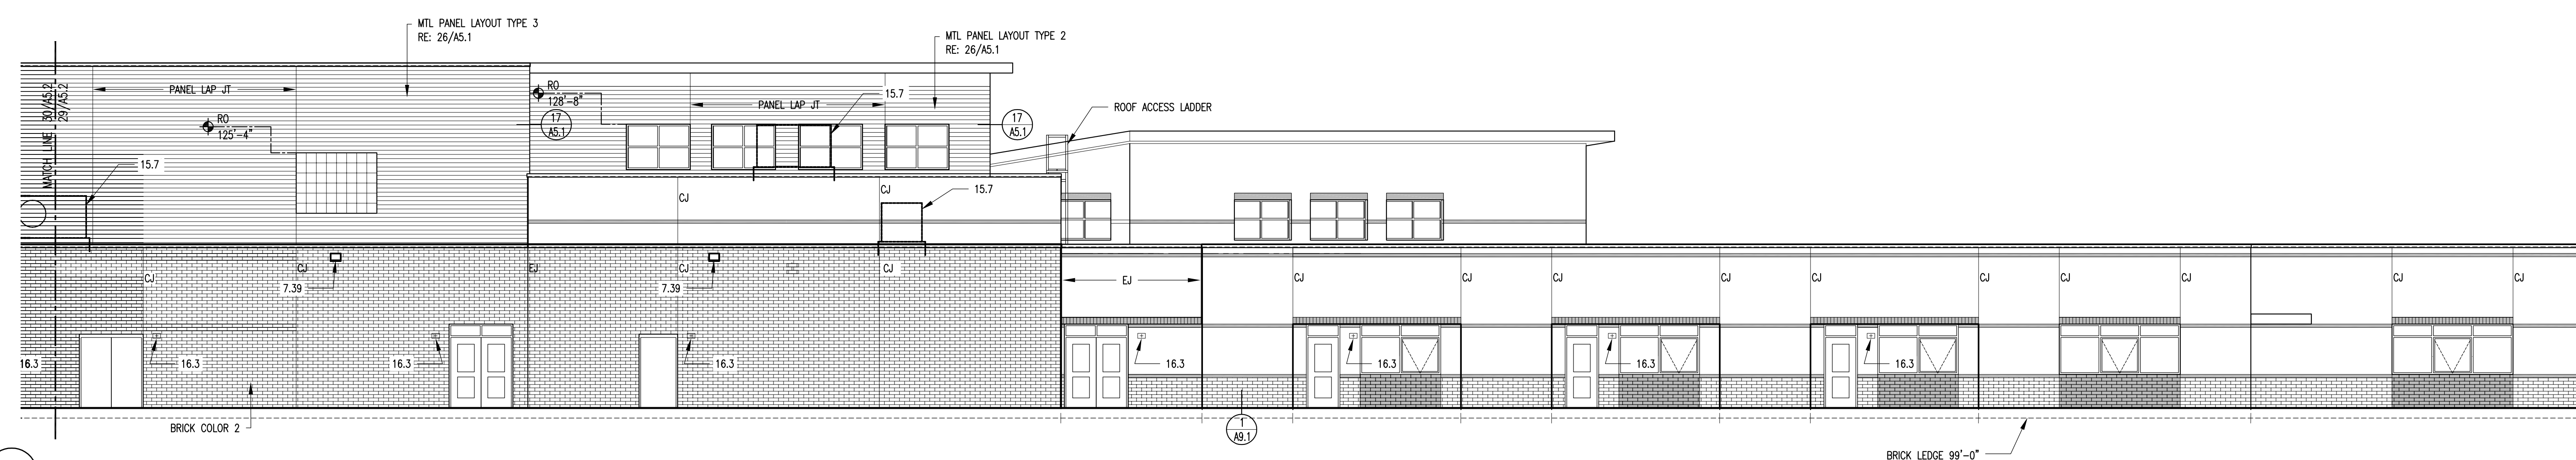 MTL PANEL LAYOUT TYPE 3
RE: 26/A5.1
MTL PANEL LAYOUT TYPE 2
RE: 26/A5.1
MATCH LINE 30/A5.2
29/A5.2
PANEL LAP JT
RO
128'-8"
15.7
PANEL LAP JT
ROOF ACCESS LADDER
RO
125'-4"
17
A5.1
17
A5.1
15.7
CJ
CJ
15.7
CJ
CJ
EJ
CJ
CJ
7.39
7.39
EJ
CJ
CJ
CJ
CJ
CJ
CJ
CJ
CJ
CJ
CJ
16.3
16.3
16.3
16.3
16.3
16.3
16.3
16.3
BRICK COLOR 2
1
A9.1
BRICK LEDGE 99'-0"